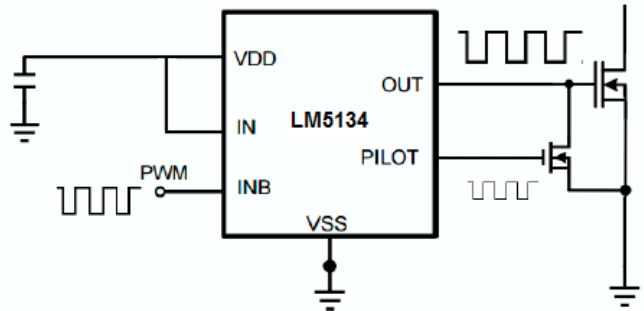 VDD
OUT
LM5134
IN
PILOT
PWM
INB
VSS